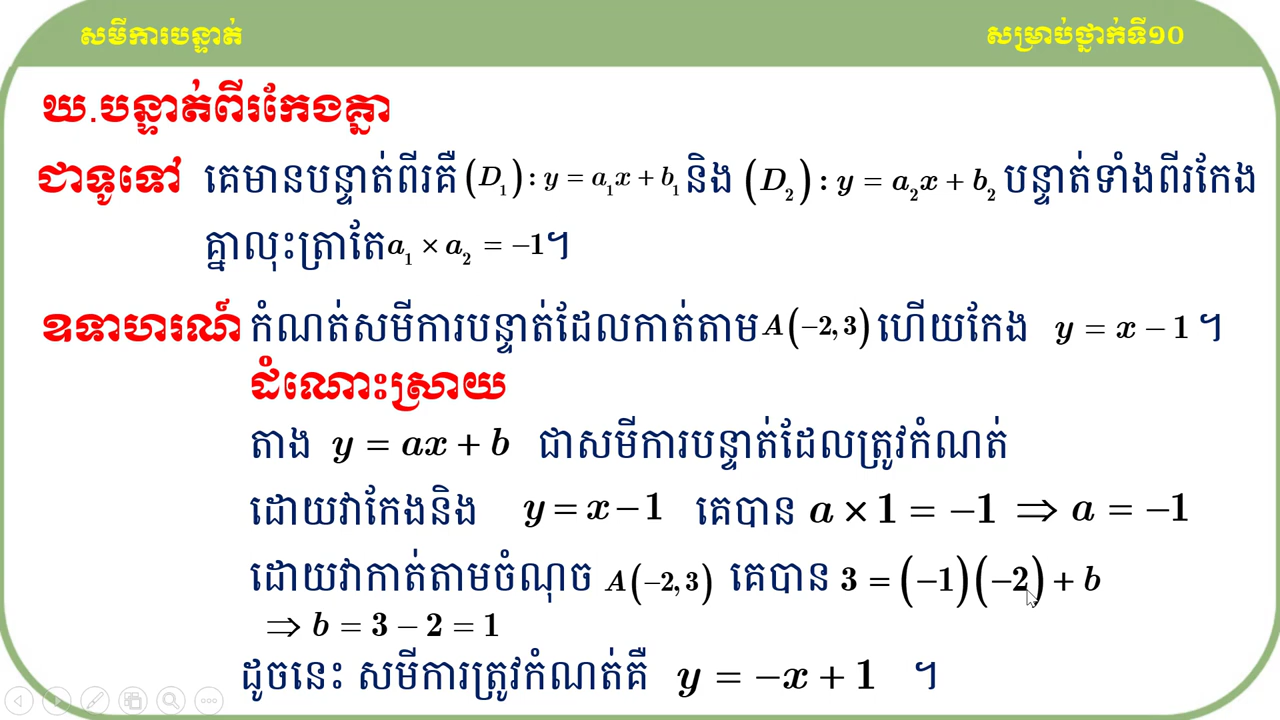 សមីការបន្ទាត់
សម្រាប់ថ្នាក់ទី១០
ឃ.បន្ទាត់ពីរកែងគ្នា
ជាទូទៅ គេមានបន្ទាត់ពីរគឺ (D₁) : y = a₁x + b₁ និង (D₂) : y = a₂x + b₂ បន្ទាត់ទាំងពីរកែង
គ្នាលុះត្រាតែ a₁ × a₂ = −1។
ឧទាហរណ៍ កំណត់សមីការបន្ទាត់ដែលកាត់តាម A(−2,3) ហើយកែង y = x − 1 ។
ដំណោះស្រាយ
តាង y = ax + b ជាសមីការបន្ទាត់ដែលត្រូវកំណត់
ដោយវាកែងនិង y = x − 1 គេបាន a × 1 = −1 ⇒ a = −1
ដោយវាកាត់តាមចំណុច A(−2,3) គេបាន 3 = (−1)(−2) + b
⇒ b = 3 − 2 = 1
ដូចនេះ សមីការត្រូវកំណត់គឺ y = −x + 1 ។